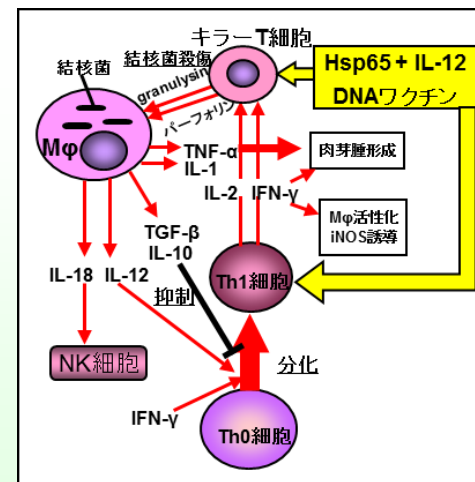 キラーT細胞
結核菌殺傷
結核菌
granulysin
パーフォリン
Hsp65 + IL-12
DNAワクチン
Mφ
TNF-α
IL-1
肉芽腫形成
IL-2
IFN-γ
Mφ活性化
iNOS誘導
TGF-β
IL-10
IL-18
IL-12
抑制
Th1細胞
NK細胞
分化
IFN-γ
Th0細胞